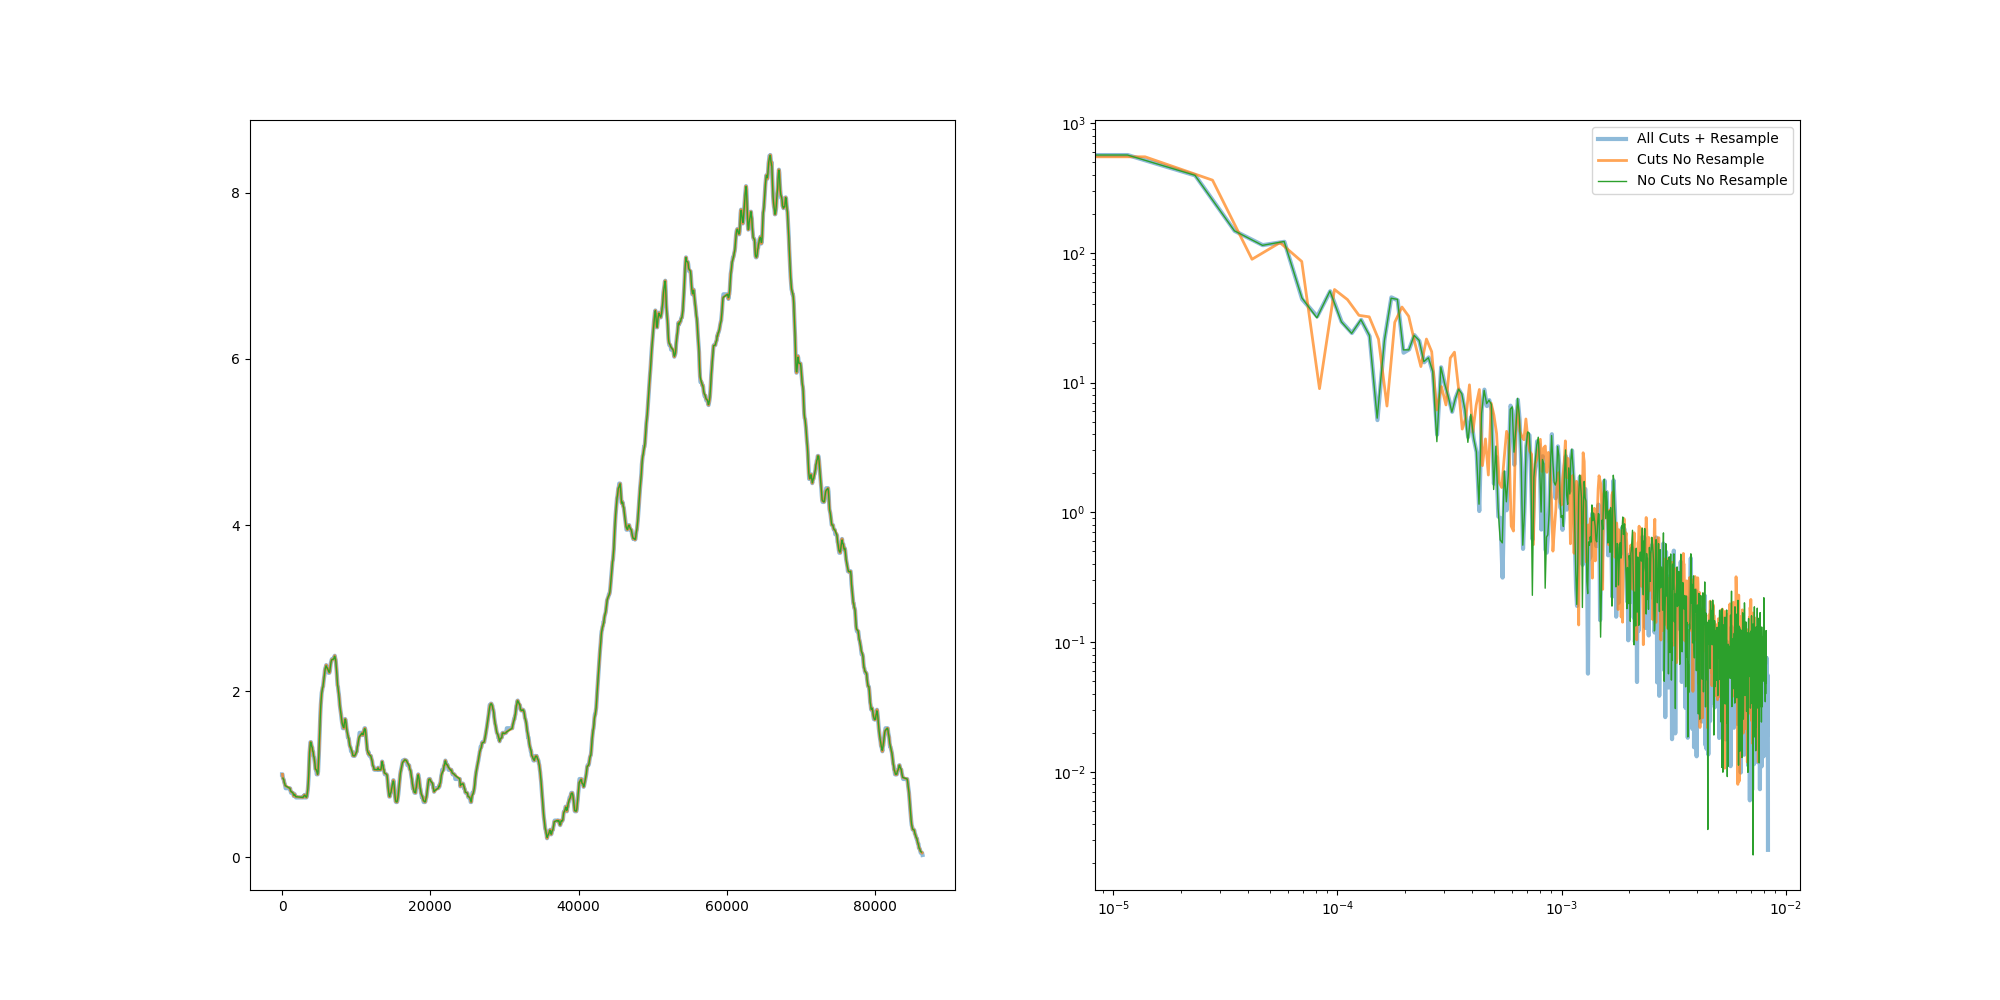 8
6
4
2
0
0 20000 40000 60000 80000
10³
10²
10¹
10⁰
10⁻¹
10⁻²
10⁻⁵ 10⁻⁴ 10⁻³ 10⁻²
All Cuts + Resample
Cuts No Resample
No Cuts No Resample